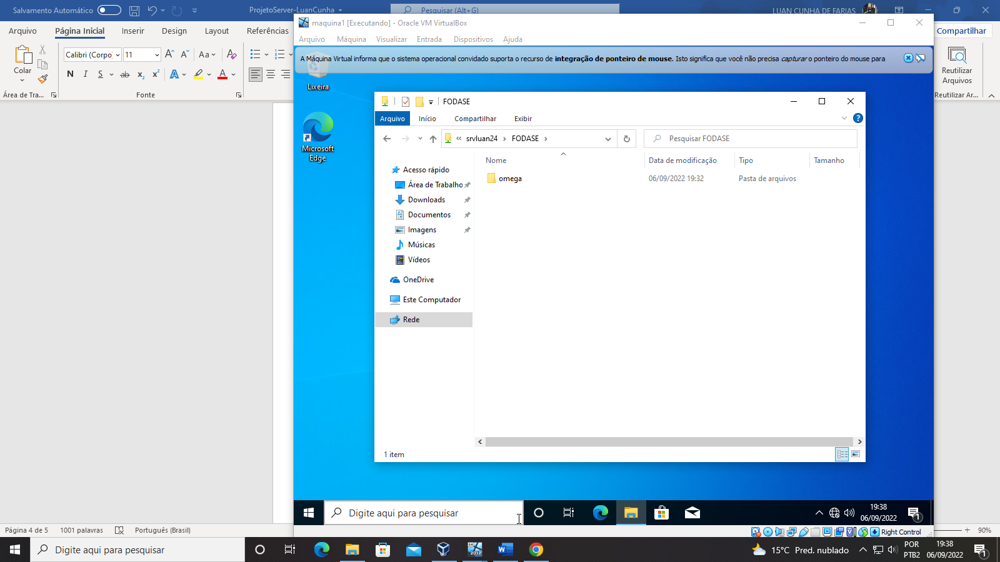 Salvamento Automático
ProjetoServer-LuanCunha
Pesquisar (Alt+G)
LUAN CUNHA DE FARIAS
Arquivo
Página Inicial
Inserir
Design
Layout
Referências
Compartilhar
Colar
Calibri (Corpo)
11
Aa
N I S ab x₂ x²
Área de Tra...
Fonte
Reutilizar
Arquivos
Reutilizar Ar...
maquina1 [Executando] - Oracle VM VirtualBox
Arquivo Máquina Visualizar Entrada Dispositivos Ajuda
A Máquina Virtual informa que o sistema operacional convidado suporta o recurso de integração de ponteiro de mouse. Isto significa que você não precisa capturar o ponteiro do mouse para
Lixeira
Microsoft
Edge
FODASE
Arquivo Início Compartilhar Exibir
« srvluan24 > FODASE >
Pesquisar FODASE
Nome Data de modificação Tipo Tamanho
omega 06/09/2022 19:32 Pasta de arquivos
Acesso rápido
Área de Trabalho
Downloads
Documentos
Imagens
Músicas
Vídeos
OneDrive
Este Computador
Rede
1 item
Digite aqui para pesquisar
19:38
06/09/2022
1
Right Control
Página 4 de 5
1001 palavras
Português (Brasil)
90%
Digite aqui para pesquisar
64
2012
15°C Pred. nublado
POR
PTB2
19:38
06/09/2022
1